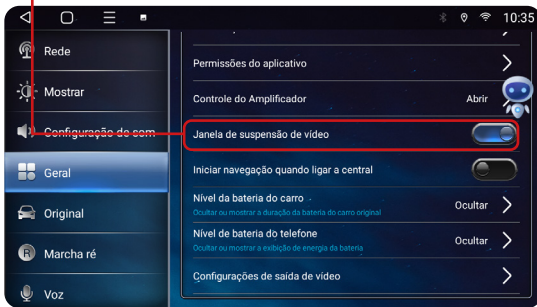 10:35
Rede
Mostrar
Configuração do som
Geral
Original
Marcha ré
Voz
Permissões do aplicativo
Controle do Amplificador
Abrir
Janela de suspensão de vídeo
Iniciar navegação quando ligar a central
Nível da bateria do carro
Ocultar ou mostrar a duração da bateria do carro original
Ocultar
Nível de bateria do telefone
Ocultar ou mostrar a exibição de energia da bateria
Ocultar
Configurações de saída de vídeo